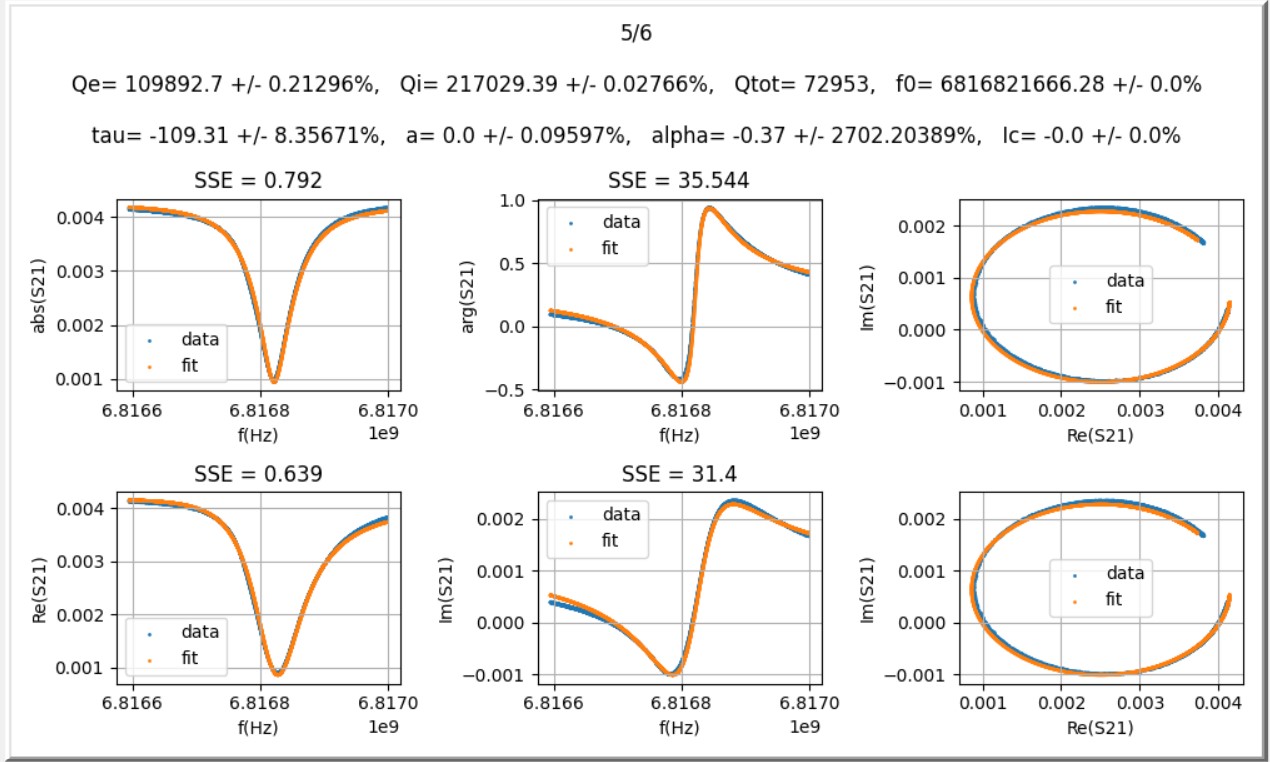 5/6
Qe= 109892.7 +/- 0.21296%,   Qi= 217029.39 +/- 0.02766%,   Qtot= 72953,   f0= 6816821666.28 +/- 0.0%
tau= -109.31 +/- 8.35671%,   a= 0.0 +/- 0.09597%,   alpha= -0.37 +/- 2702.20389%,   Ic= -0.0 +/- 0.0%
SSE = 0.792
abs(S21)
0.004
0.003
0.002
0.001
data
fit
6.8166 6.8168 6.8170
f(Hz)
1e9
SSE = 35.544
arg(S21)
1.0
0.5
0.0
−0.5
data
fit
6.8166 6.8168 6.8170
f(Hz)
1e9
Im(S21)
0.002
0.001
0.000
−0.001
data
fit
0.001 0.002 0.003 0.004
Re(S21)
SSE = 0.639
Re(S21)
0.004
0.003
0.002
0.001
data
fit
6.8166 6.8168 6.8170
f(Hz)
1e9
SSE = 31.4
Im(S21)
0.002
0.001
0.000
−0.001
data
fit
6.8166 6.8168 6.8170
f(Hz)
1e9
Im(S21)
0.002
0.001
0.000
−0.001
data
fit
0.001 0.002 0.003 0.004
Re(S21)